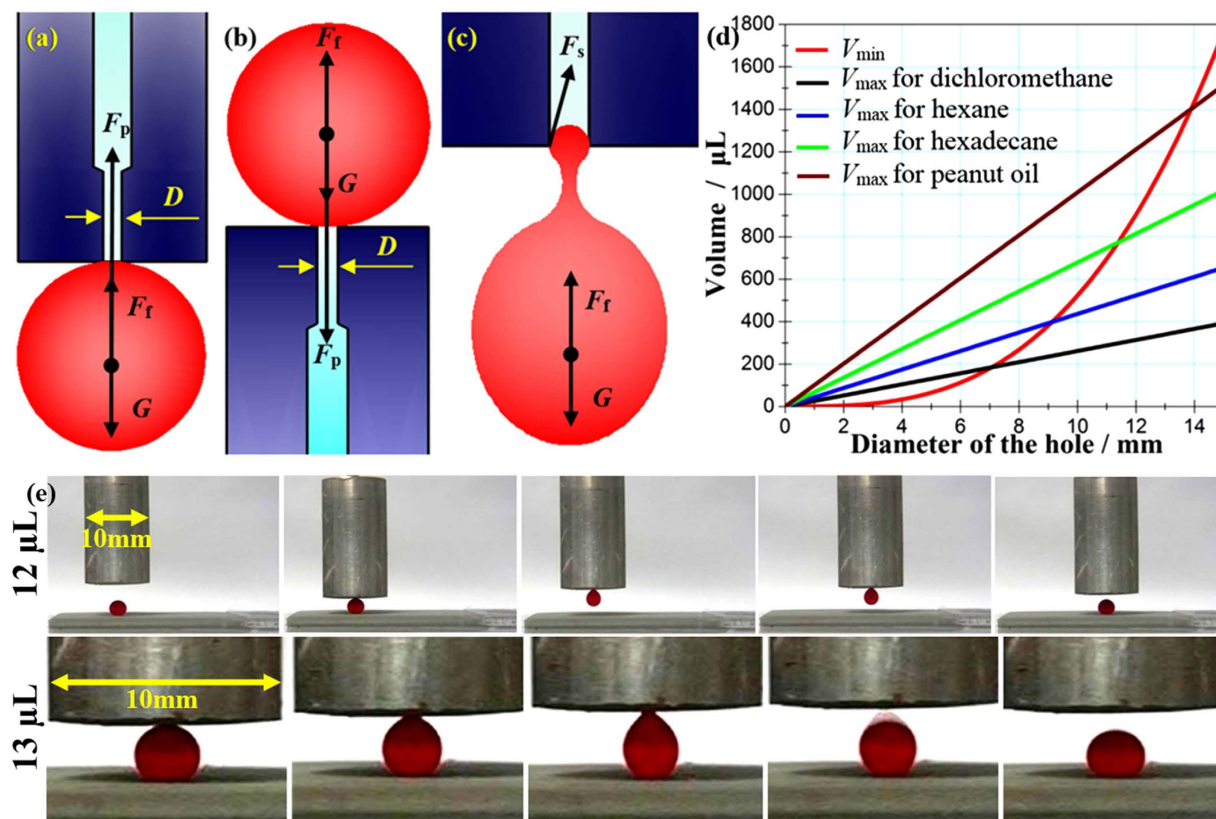 (a)
Fp
D
Ff
G
(b)
Ff
G
D
Fp
(c)
Fs
Ff
G
(d)
Volume / μL
1800
1600
1400
1200
1000
800
600
400
200
0
Vmin
Vmax for dichloromethane
Vmax for hexane
Vmax for hexadecane
Vmax for peanut oil
0 2 4 6 8 10 12 14
Diameter of the hole / mm
(e)
12 μL
10mm
13 μL
10mm